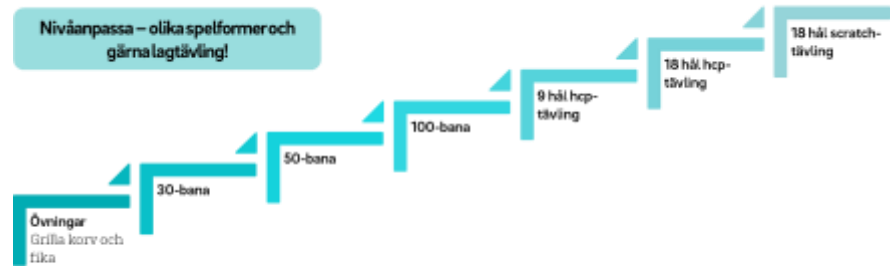 Nivåanpassa – olika spelformer och
gärna lagtävling!
Övningar
Grilla korv och
fika
30-bana
50-bana
100-bana
9 hål hcp-
tävling
18 hål hcp-
tävling
18 hål scratch-
tävling